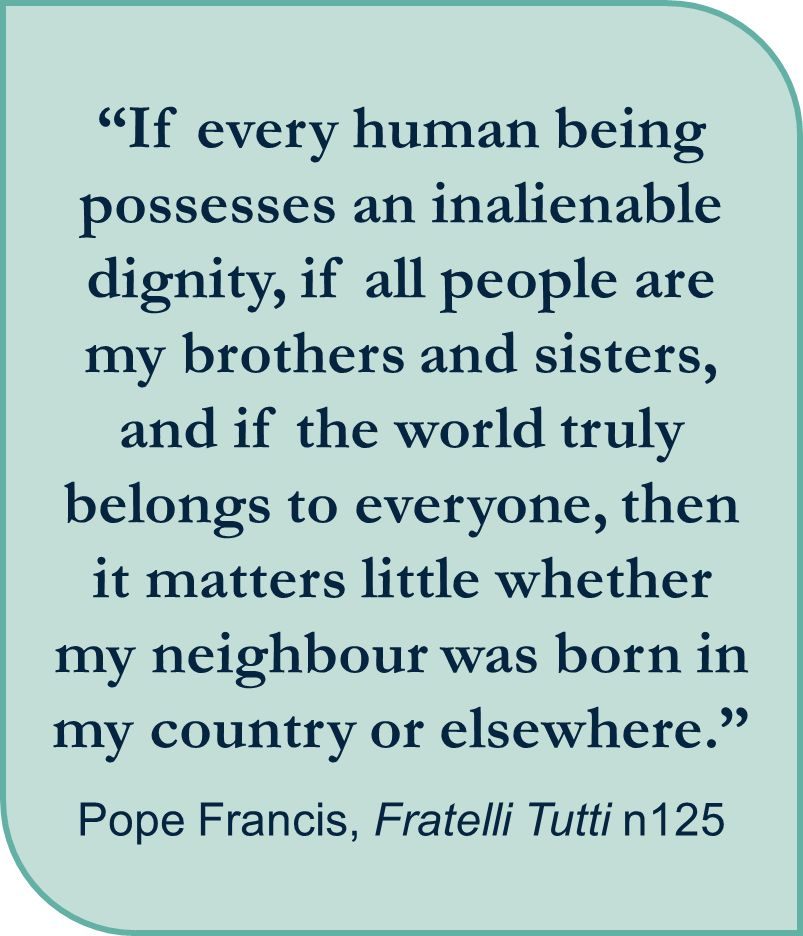 “If every human being
possesses an inalienable
dignity, if all people are
my brothers and sisters,
and if the world truly
belongs to everyone, then
it matters little whether
my neighbour was born in
my country or elsewhere.”
Pope Francis, Fratelli Tutti n125